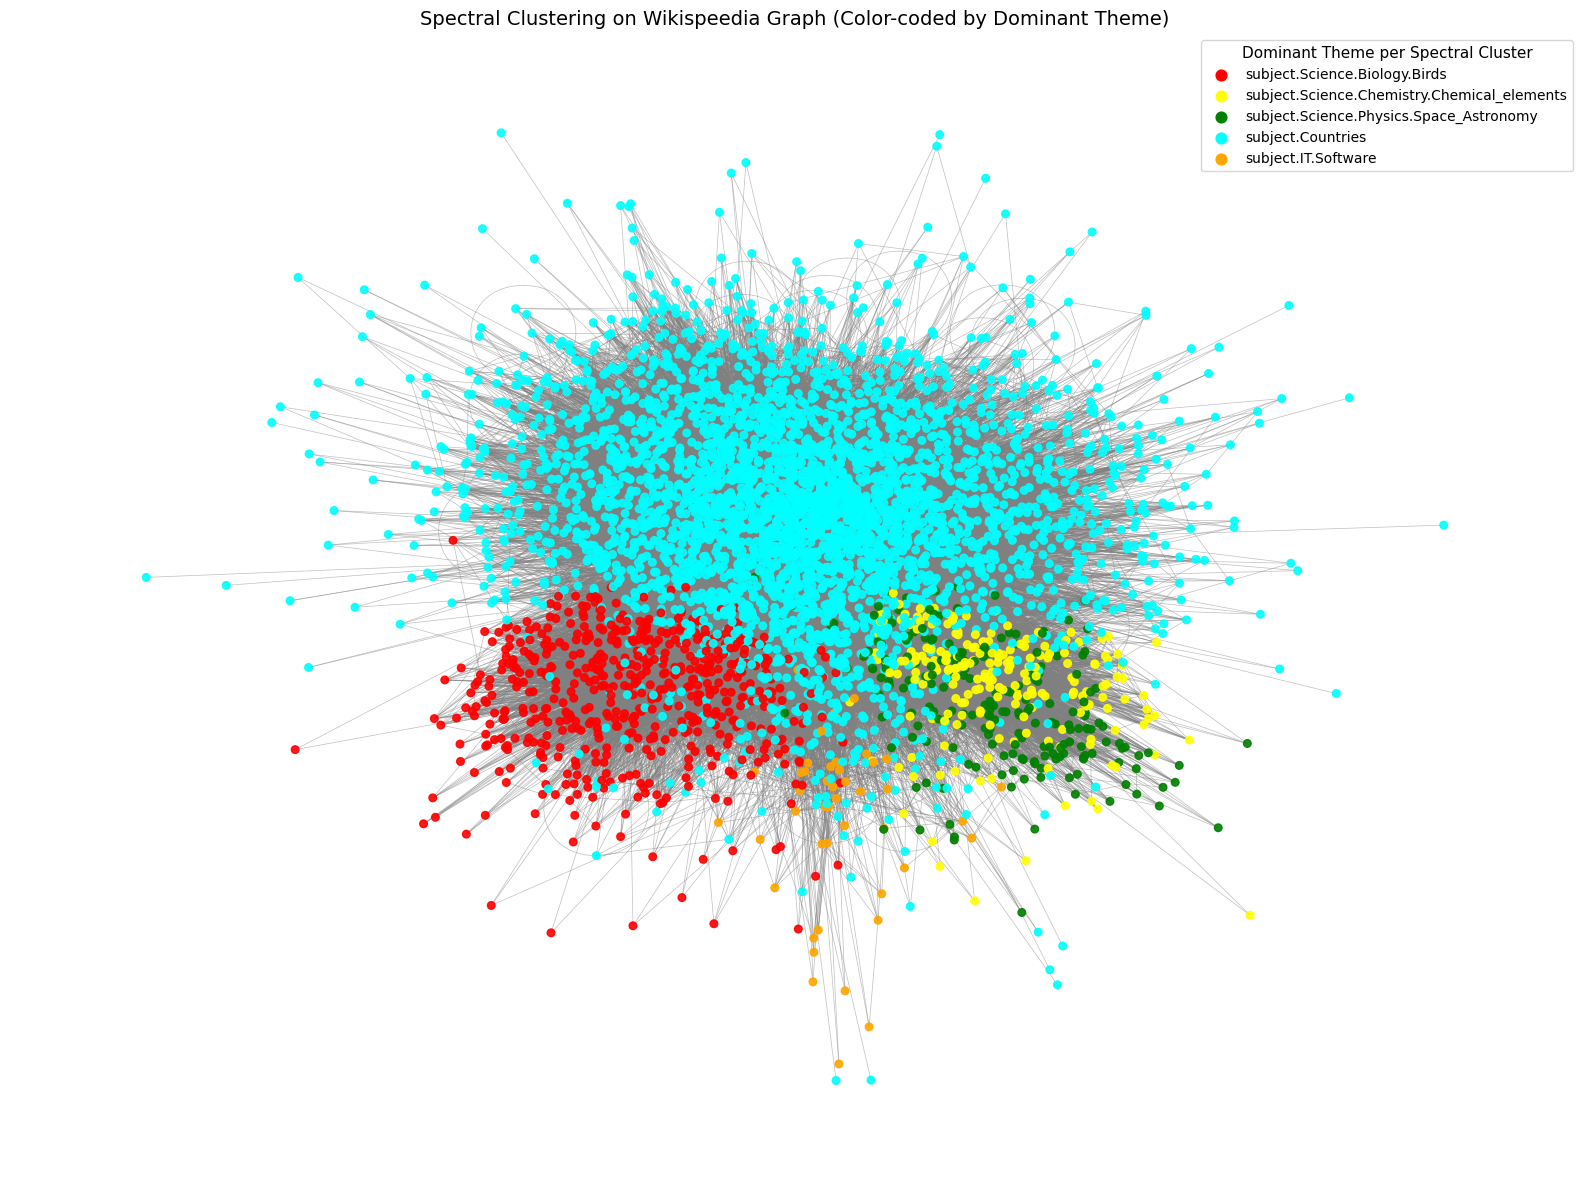 Spectral Clustering on Wikispeedia Graph (Color-coded by Dominant Theme)
Dominant Theme per Spectral Cluster
subject.Science.Biology.Birds
subject.Science.Chemistry.Chemical_elements
subject.Science.Physics.Space_Astronomy
subject.Countries
subject.IT.Software